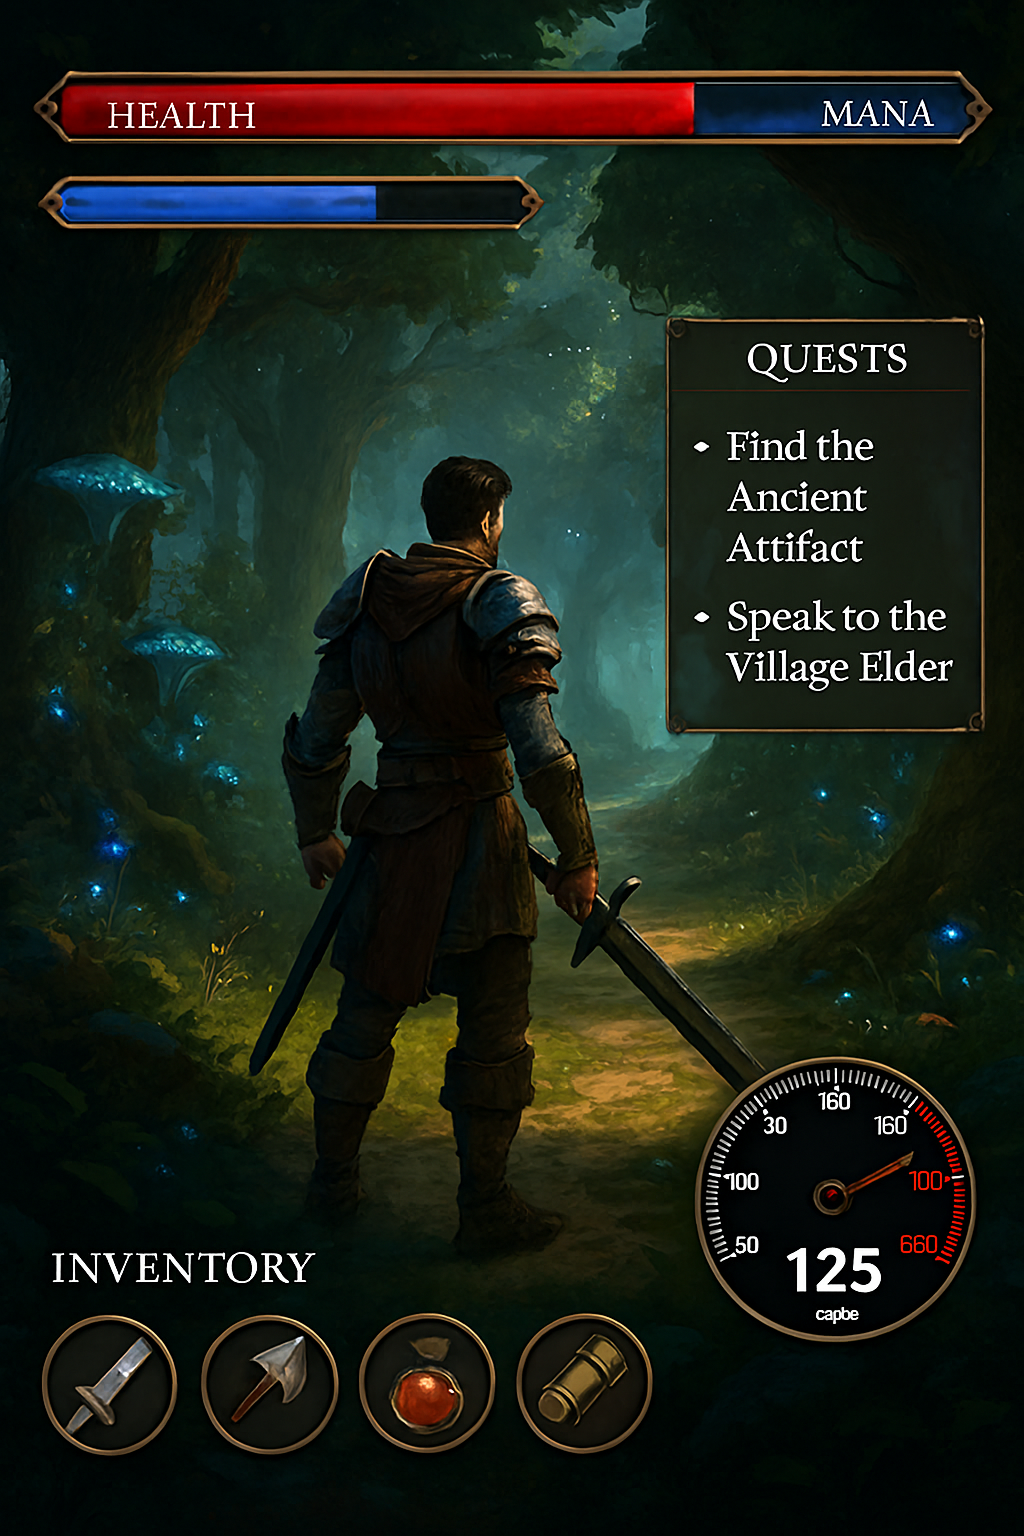 HEALTH MANA
QUESTS
Find the
Ancient
Attifact
Speak to the
Village Elder
160
30 160
100 100
50 660
125
capbe
INVENTORY